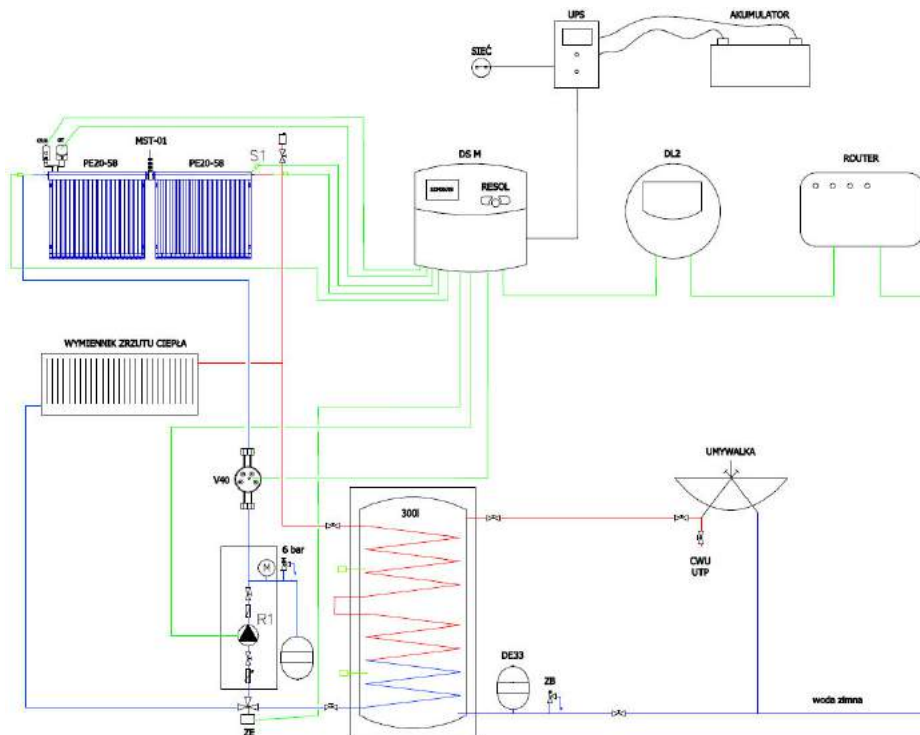 UPS
AKUMULATOR
SIEĆ
MST-01
PE20-58
PE20-58
S1
DS M
RESOL
DL2
ROUTER
WYMIENNIK ZRZUTU CIEPŁA
V40
UMYWALKA
300l
6 bar
M
CWU
UTP
R1
DE33
ZB
woda zimna